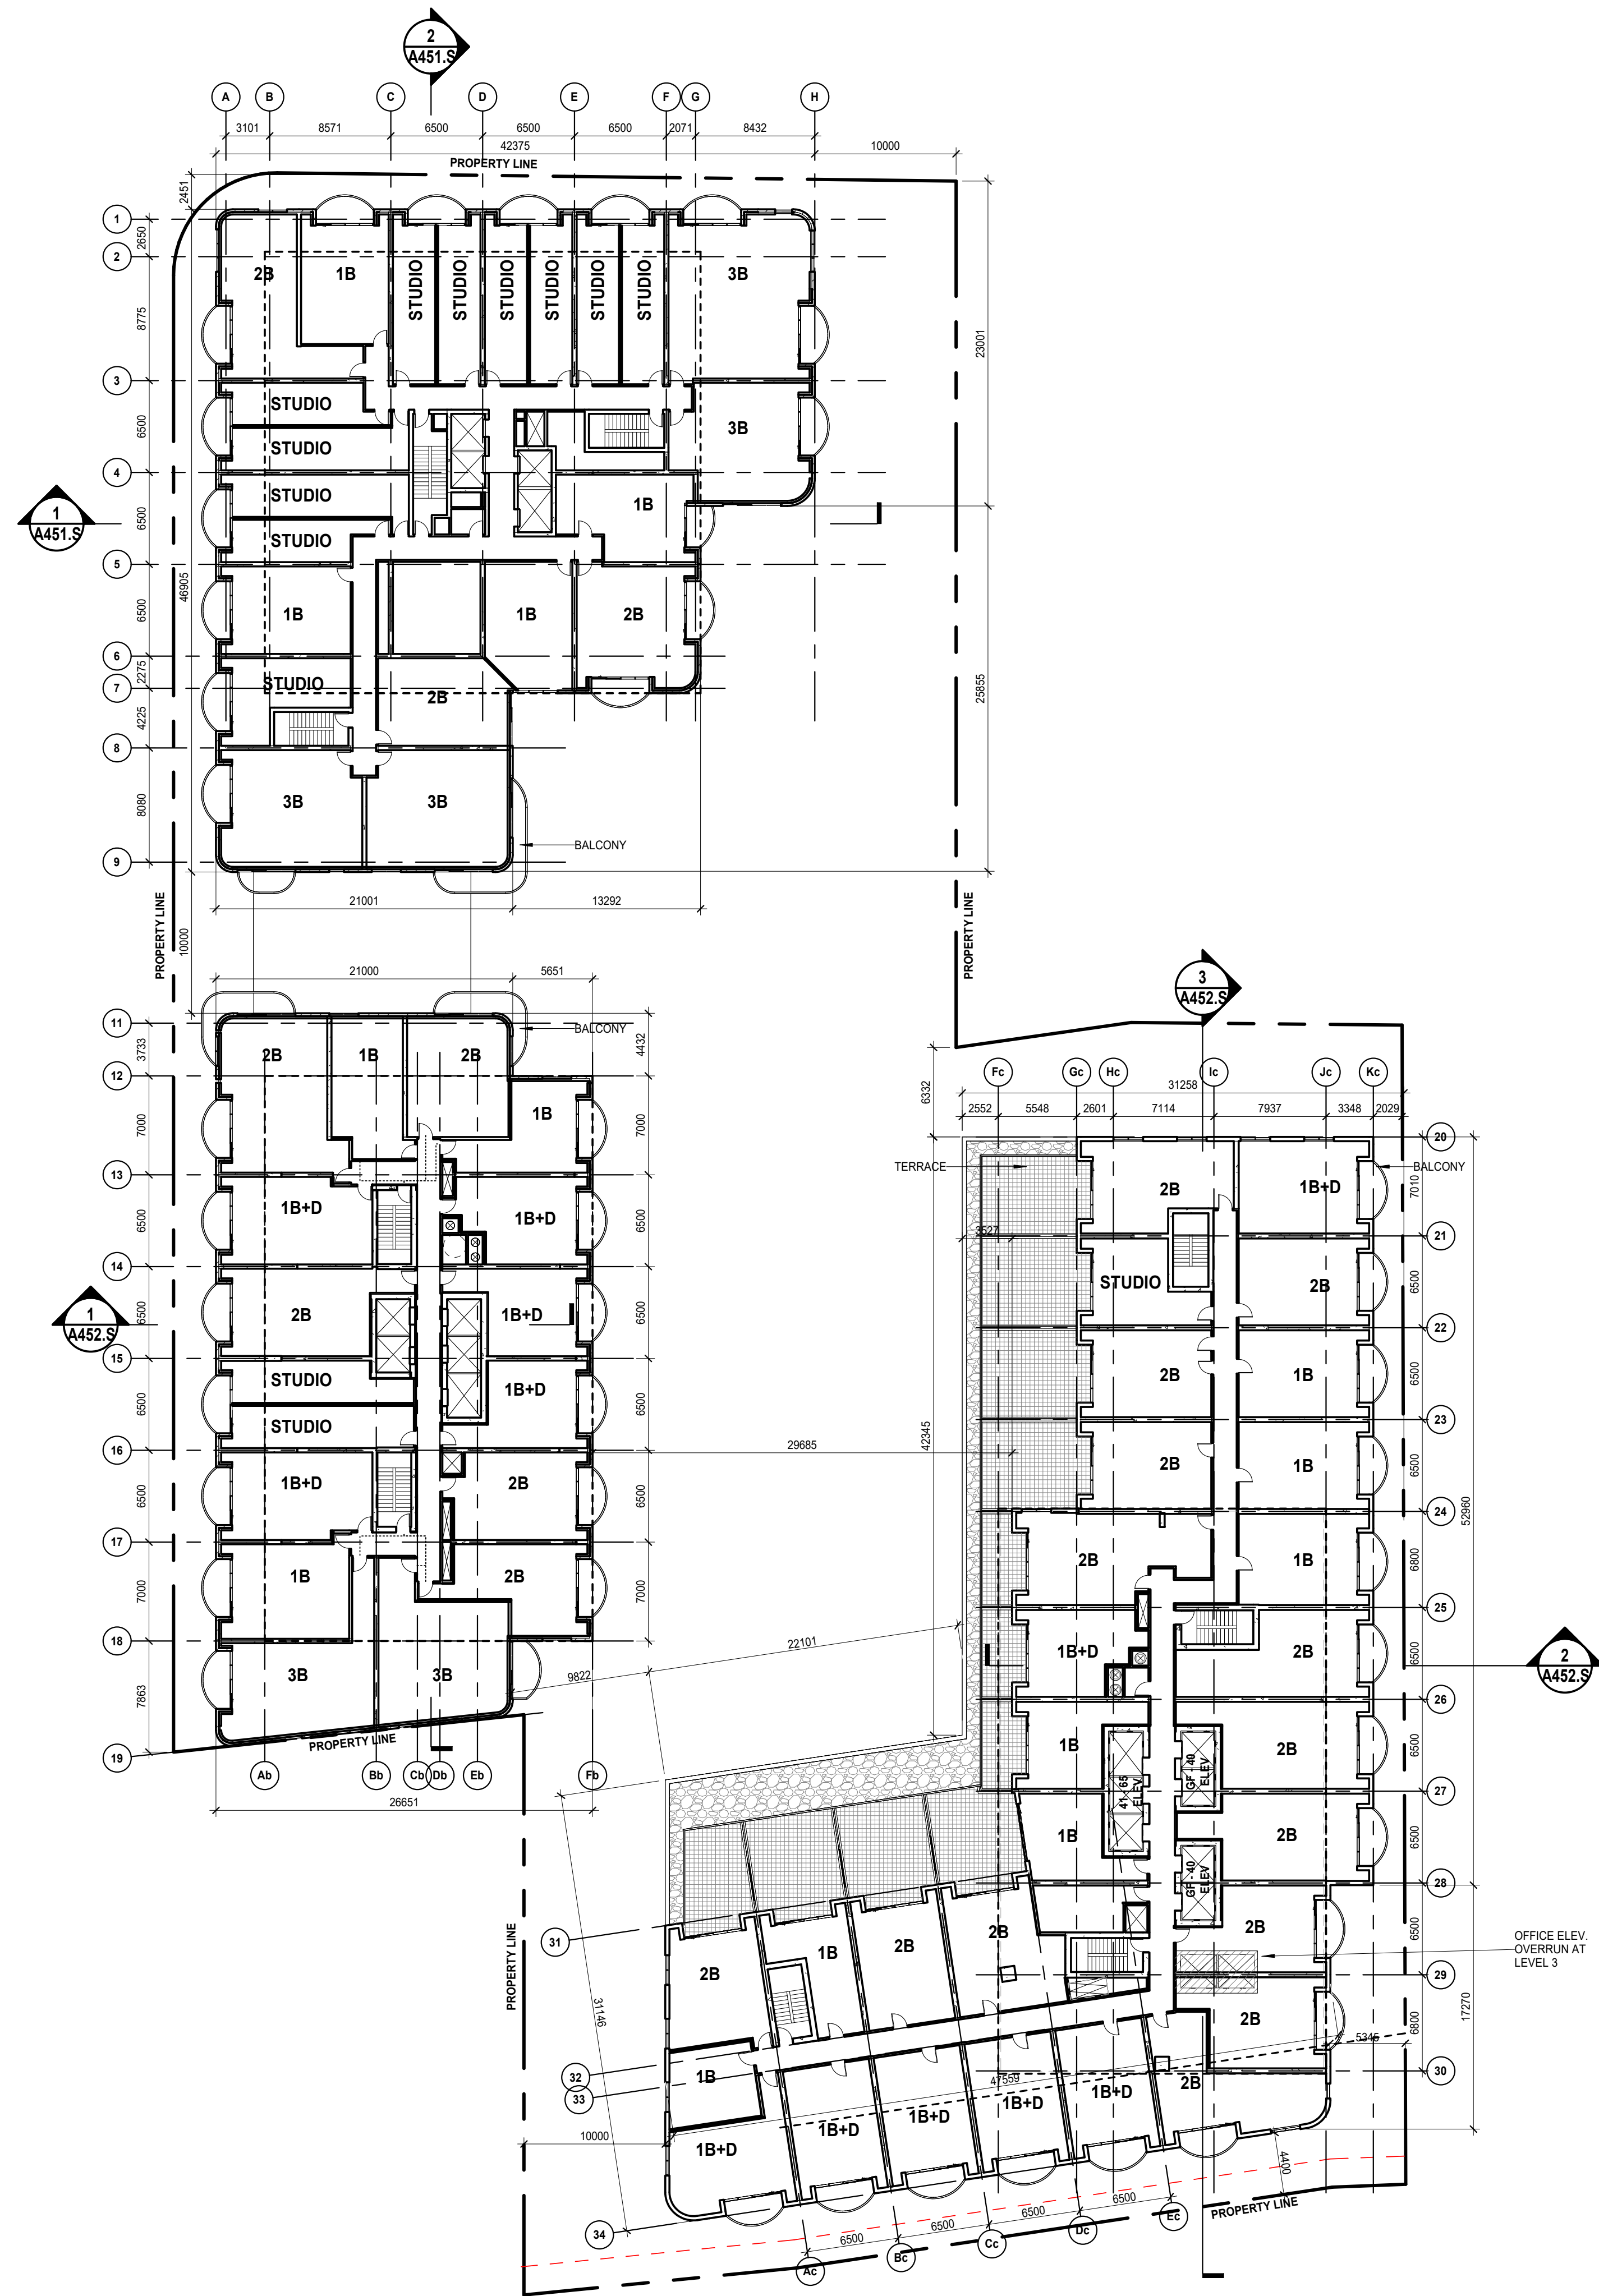 2
A451.S
A B C D E F G H
3101 8571 6500 6500 6500 2071 8432
42375 10000
PROPERTY LINE
2451
1
2650
2
8775
3
6500
4
6500
5
6500
6
2275
7
4225
8
8080
9
46905
23001
25855
1
A451.S
2B 1B STUDIO STUDIO STUDIO STUDIO STUDIO STUDIO 3B
STUDIO
3B
STUDIO
STUDIO
1B
STUDIO
1B 1B 2B
STUDIO
2B
3B 3B
BALCONY
21001 13292
PROPERTY LINE
10000
PROPERTY LINE
21000 5651
BALCONY
11
3733
12
7000
13
6500
14
6500
15
6500
16
6500
17
7000
18
7863
19
4432
7000
6500
6500
6500
6500
7000
1
A452.S
2B 1B 2B
1B
1B+D 1B+D
2B 1B+D
STUDIO 1B+D
STUDIO
1B+D 2B
1B 2B
3B 3B
PROPERTY LINE
Ab Bb Cb Db Eb Fb
26651
29685
22101
9822
3
A452.S
Fc Gc Hc Ic Jc Kc
31258
2552 5548 2601 7114 7937 3348 2029
6332
TERRACE
BALCONY
3527
42345
20
7010
21
6500
22
6500
23
6500
24
6800
25
6500
26
6500
27
6500
28
6500
29
6800
30
52960
17270
2
A452.S
2B 1B+D
STUDIO 2B
2B 1B
2B 1B
2B 1B
1B+D 2B
1B 2B
1B 2B
41 - 65
ELEV
GF - 40
ELEV
GF - 40
ELEV
2B
2B
OFFICE ELEV.
OVERRUN AT
LEVEL 3
5345
31
32
33
34
31146
PROPERTY LINE
2B 1B 2B 2B
1B
47559
1B+D 1B+D 1B+D 1B+D 1B+D 2B
10000
4400
6500 6500 6500 6500
Ac Bc Cc Dc Ec
PROPERTY LINE